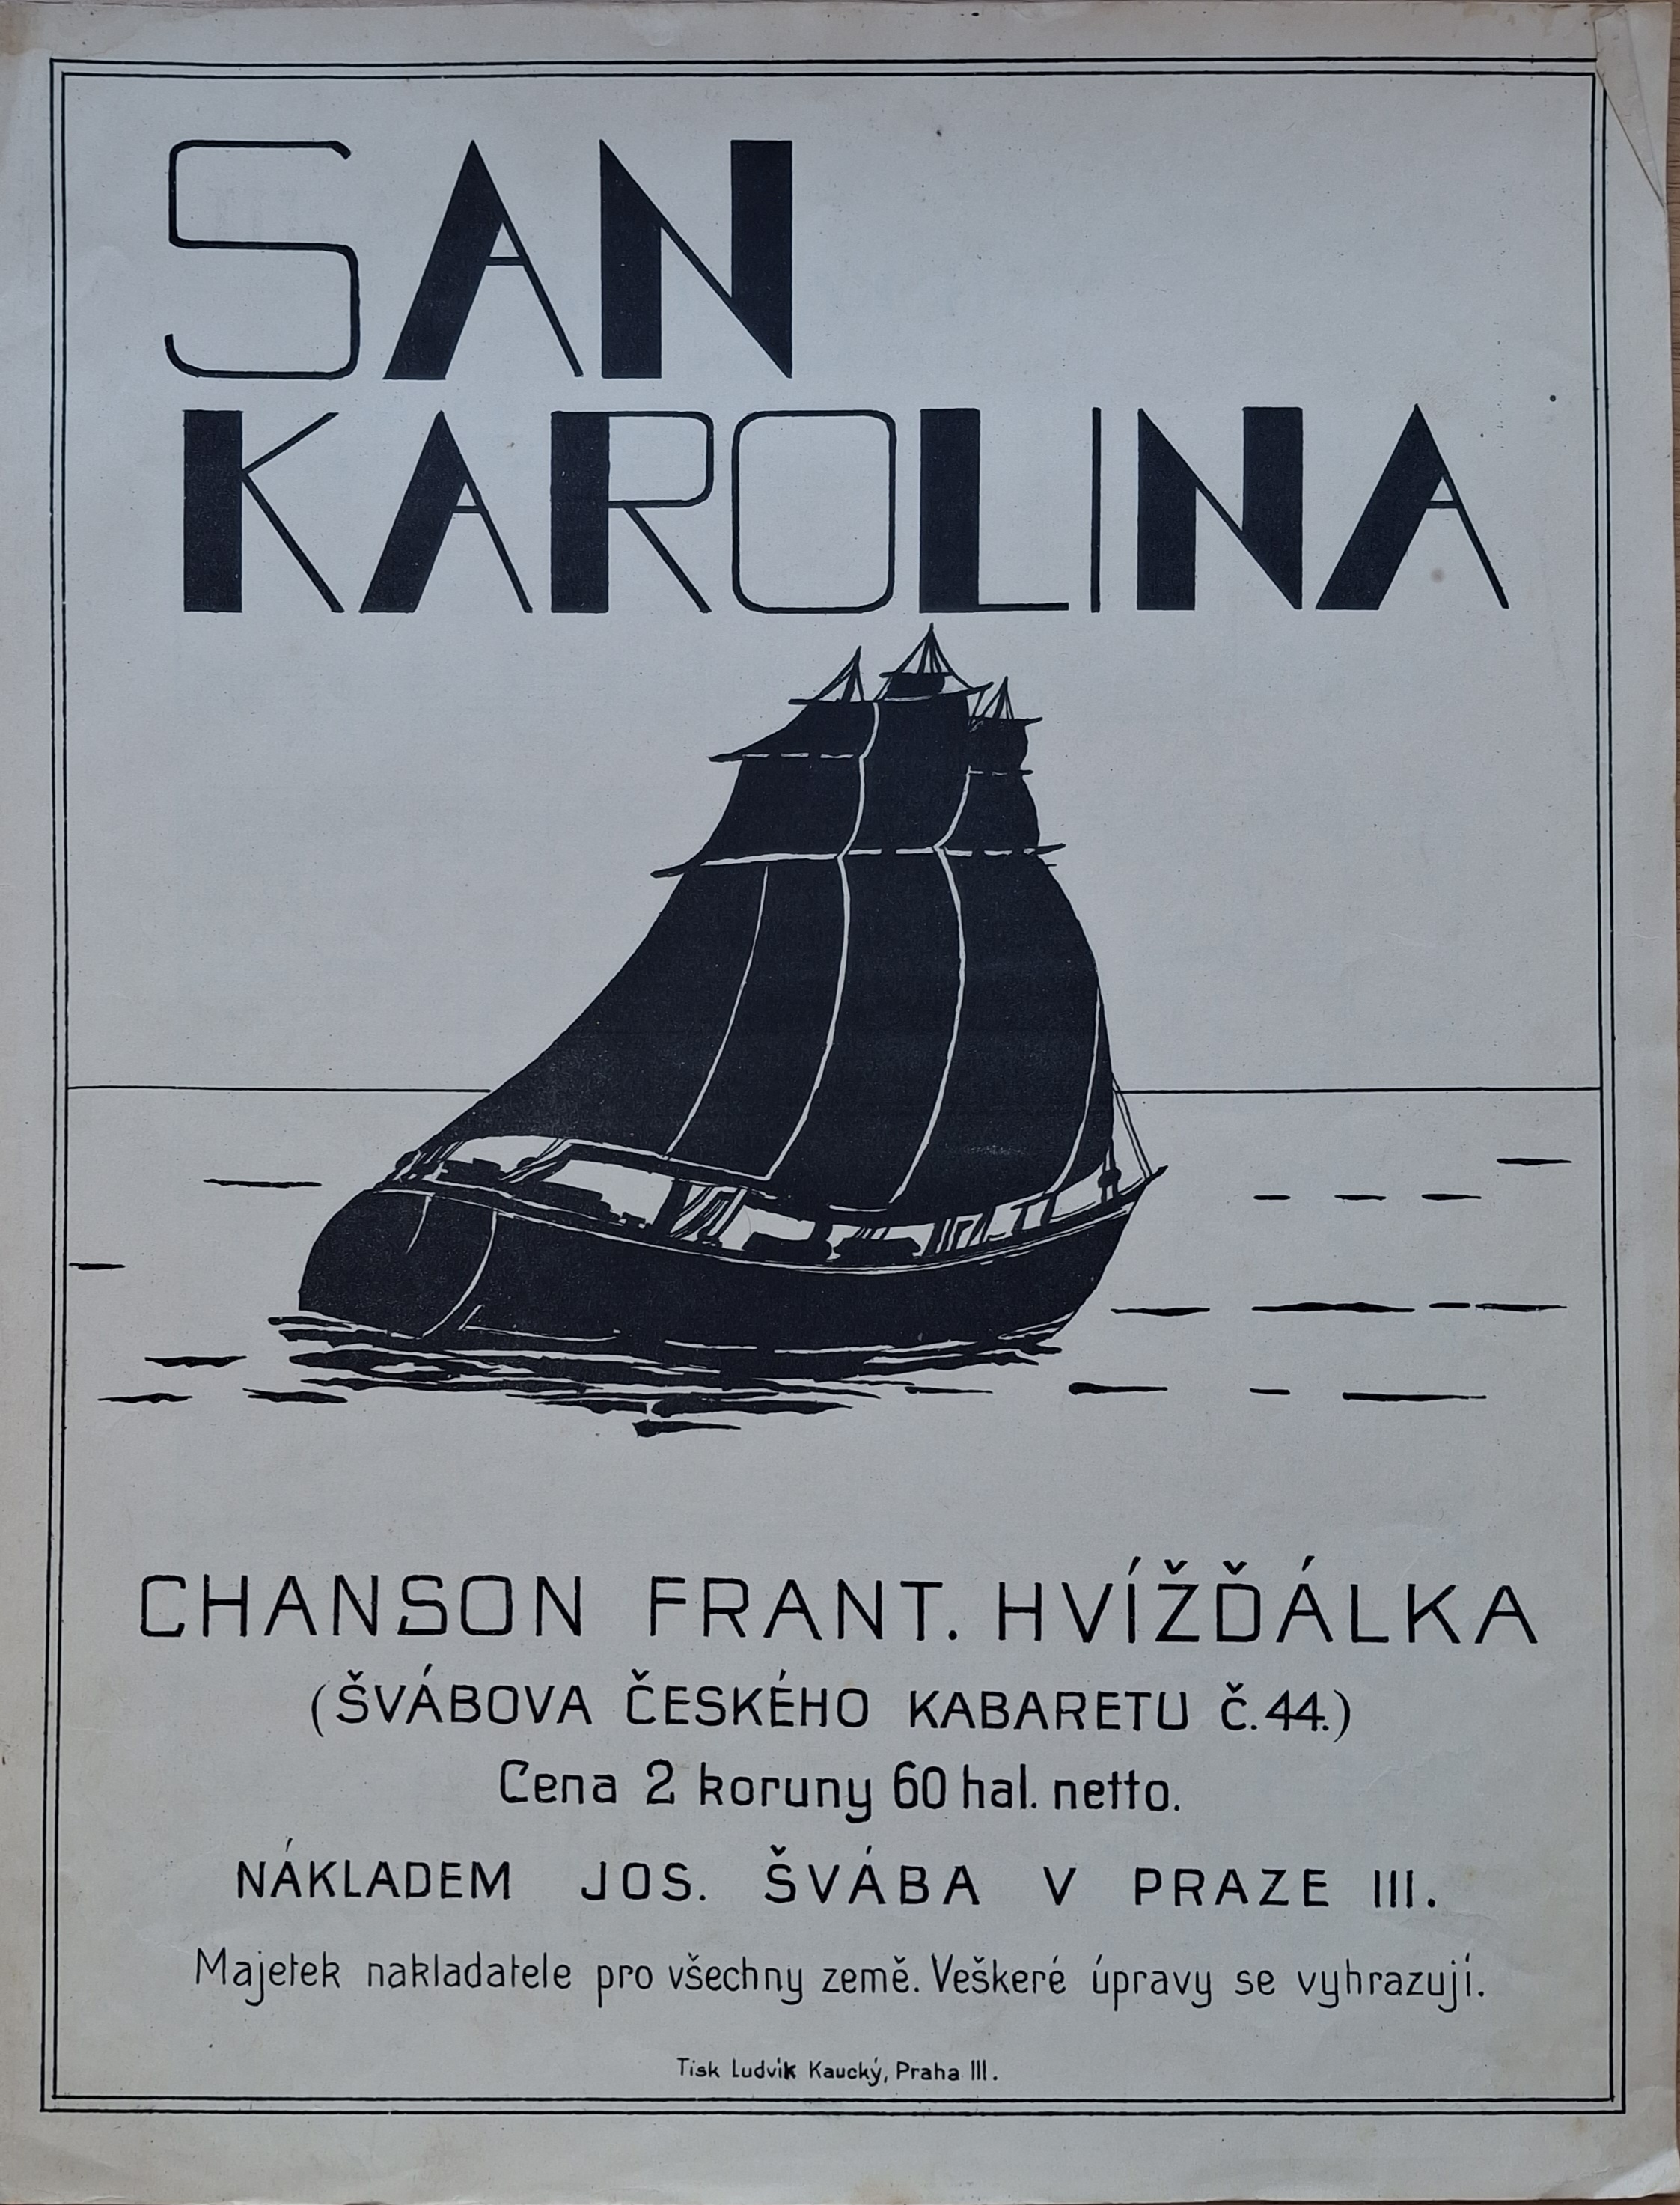 SAN
KAROLINA
CHANSON FRANT. HVÍŽĎÁLKA
(ŠVÁBOVA ČESKÉHO KABARETU Č. 44.)
Cena 2 koruny 60 hal. netto.
NÁKLADEM JOS. ŠVÁBA V PRAZE III.
Majetek nakladatele pro všechny země. Veškeré úpravy se vyhrazují.
Tisk Ludvík Kaucký, Praha III.